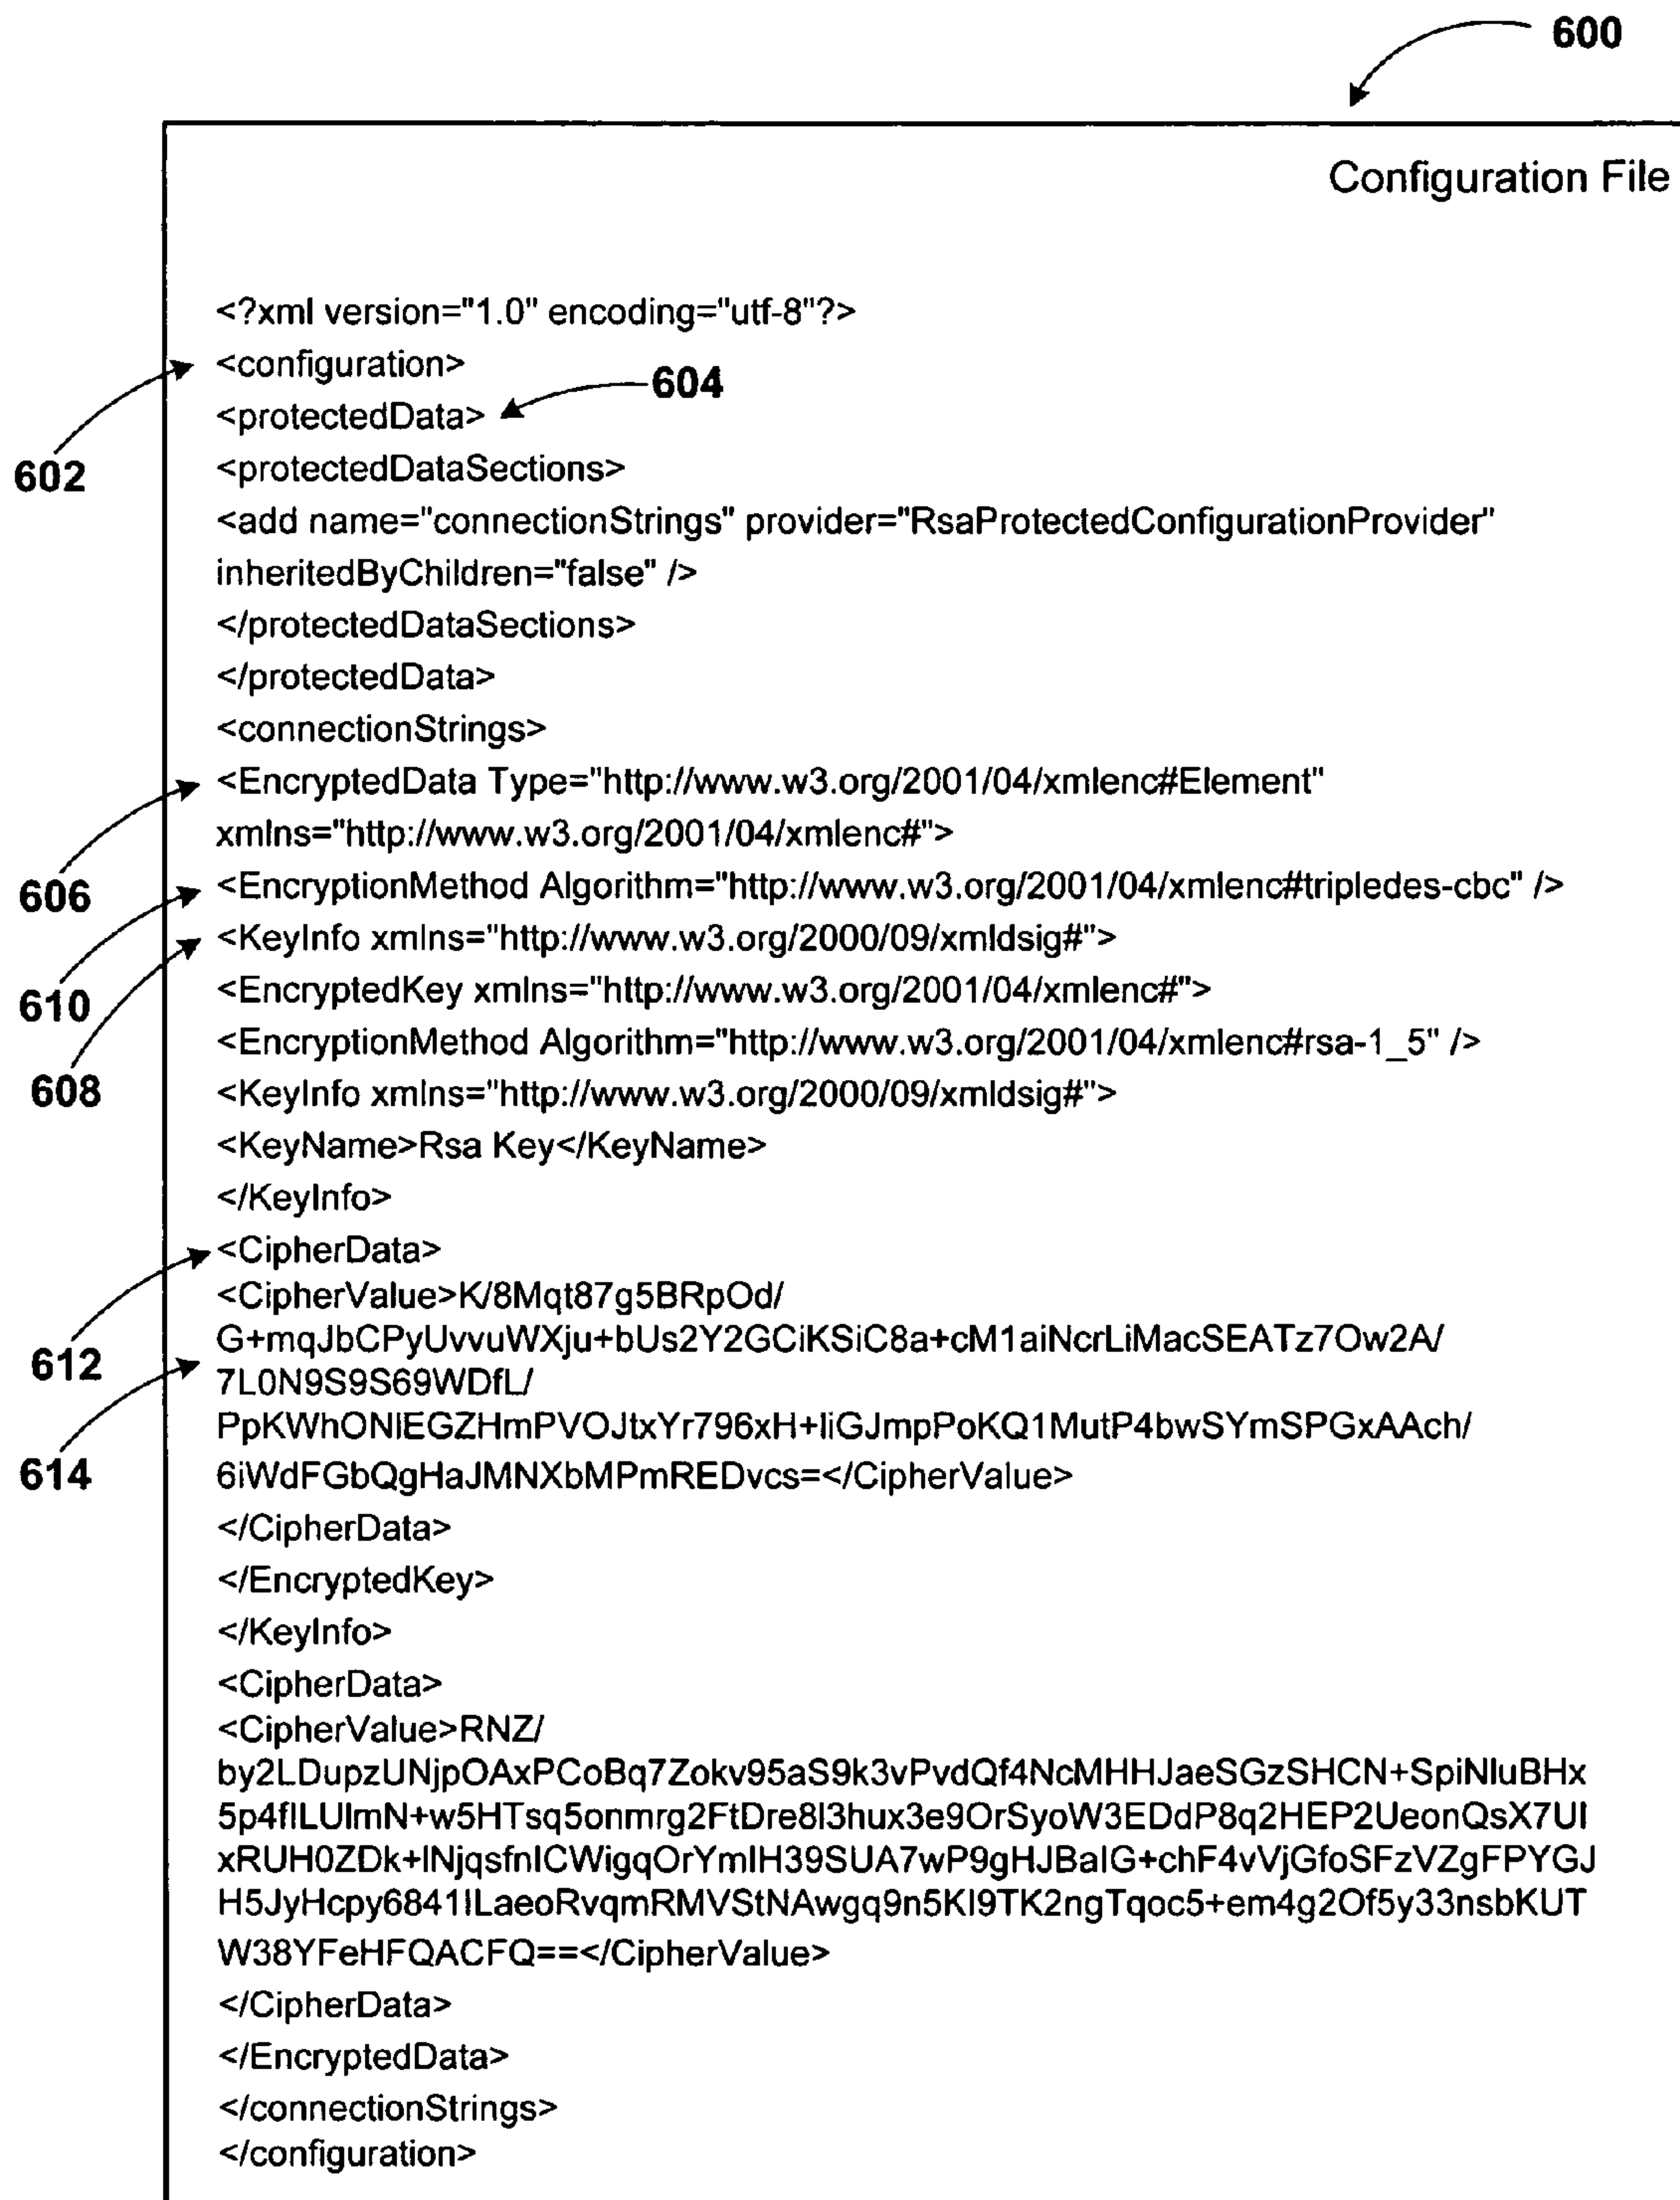 600
Configuration File
<?xml version="1.0" encoding="utf-8"?>
<configuration>
604
<protectedData>
602
<protectedDataSections>
<add name="connectionStrings" provider="RsaProtectedConfigurationProvider"
inheritedByChildren="false" />
</protectedDataSections>
</protectedData>
<connectionStrings>
<EncryptedData Type="http://www.w3.org/2001/04/xmlenc#Element"
xmlns="http://www.w3.org/2001/04/xmlenc#">
606
<EncryptionMethod Algorithm="http://www.w3.org/2001/04/xmlenc#tripledes-cbc" />
<KeyInfo xmlns="http://www.w3.org/2000/09/xmldsig#">
610
<EncryptedKey xmlns="http://www.w3.org/2001/04/xmlenc#">
<EncryptionMethod Algorithm="http://www.w3.org/2001/04/xmlenc#rsa-1_5" />
608
<KeyInfo xmlns="http://www.w3.org/2000/09/xmldsig#">
<KeyName>Rsa Key</KeyName>
</KeyInfo>
<CipherData>
<CipherValue>K/8Mqt87g5BRpOd/
G+mqJbCPyUvvuWXju+bUs2Y2GCiKSiC8a+cM1aiNcrLiMacSEATz7Ow2A/
612
7L0N9S9S69WDfL/
PpKWhONlEGZHmPVOJtxYr796xH+IiGJmpPoKQ1MutP4bwSYmSPGxAAch/
614
6iWdFGbQgHaJMNXbMPmREDvcs=</CipherValue>
</CipherData>
</EncryptedKey>
</KeyInfo>
<CipherData>
<CipherValue>RNZ/
by2LDupzUNjpOAxPCoBq7Zokv95aS9k3vPvdQf4NcMHHJaeSGzSHCN+SpiNluBHx
5p4flLUlmN+w5HTsq5onmrg2FtDre8I3hux3e9OrSyoW3EDdP8q2HEP2UeonQsX7UI
xRUH0ZDk+INjqsfnICWigqOrYmIH39SUA7wP9gHJBaIG+chF4vVjGfoSFzVZgFPYGJ
H5JyHcpy6841ILaeoRvqmRMVStNAwgq9n5KI9TK2ngTqoc5+em4g2Of5y33nsbKUT
W38YFeHFQACFQ==</CipherValue>
</CipherData>
</EncryptedData>
</connectionStrings>
</configuration>